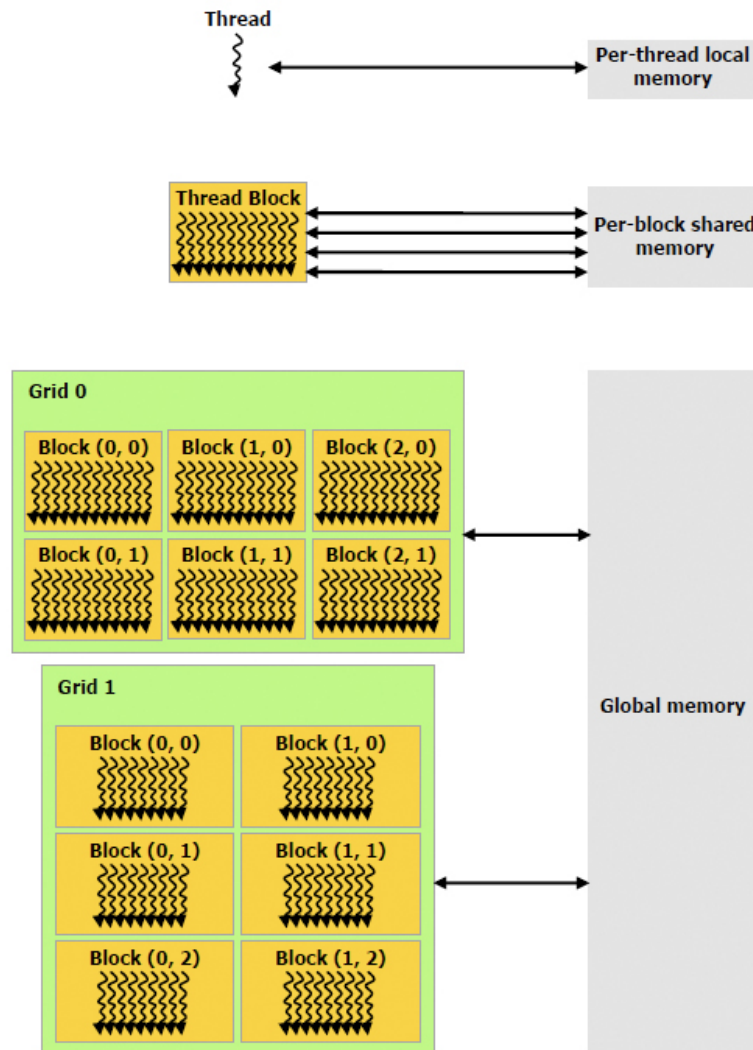 Thread
Per-thread local
memory
Thread Block
Per-block shared
memory
Grid 0
Block (0, 0) Block (1, 0) Block (2, 0)
Block (0, 1) Block (1, 1) Block (2, 1)
Grid 1
Global memory
Block (0, 0) Block (1, 0)
Block (0, 1) Block (1, 1)
Block (0, 2) Block (1, 2)